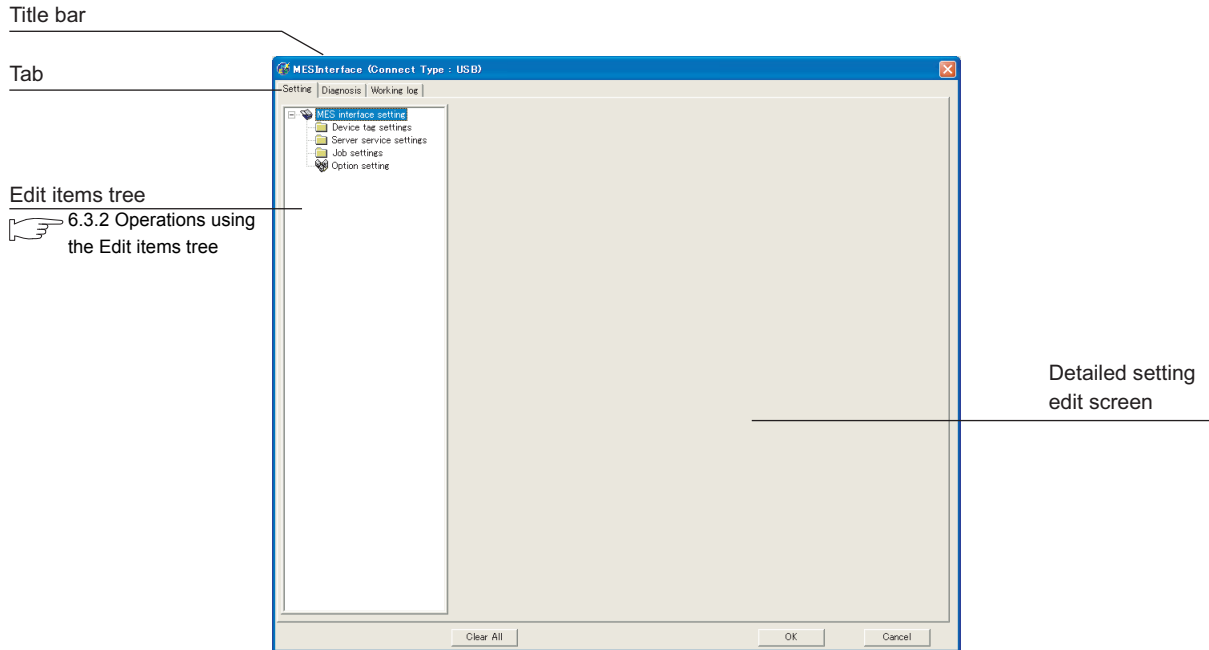 Title bar
MESInterface (Connect Type : USB)
Tab
Setting
Diagnosis
Working log
MES interface setting
Device tag settings
Server service settings
Job settings
Option setting
Edit items tree
6.3.2 Operations using
the Edit items tree
Detailed setting
edit screen
Clear All
OK
Cancel